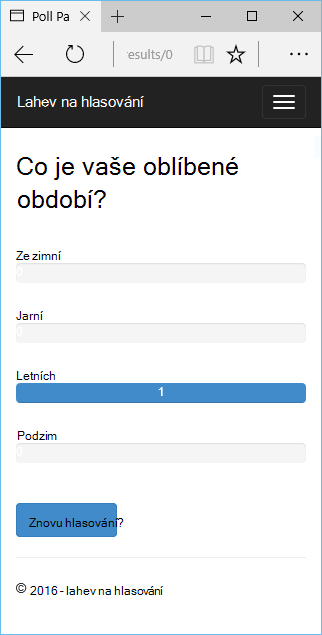 Poll Pa
results/0
Lahev na hlasování
Co je vaše oblíbené
období?
Ze zimní
0
Jarní
0
Letních
1
Podzim
0
Znovu hlasování?
© 2016 - lahev na hlasování